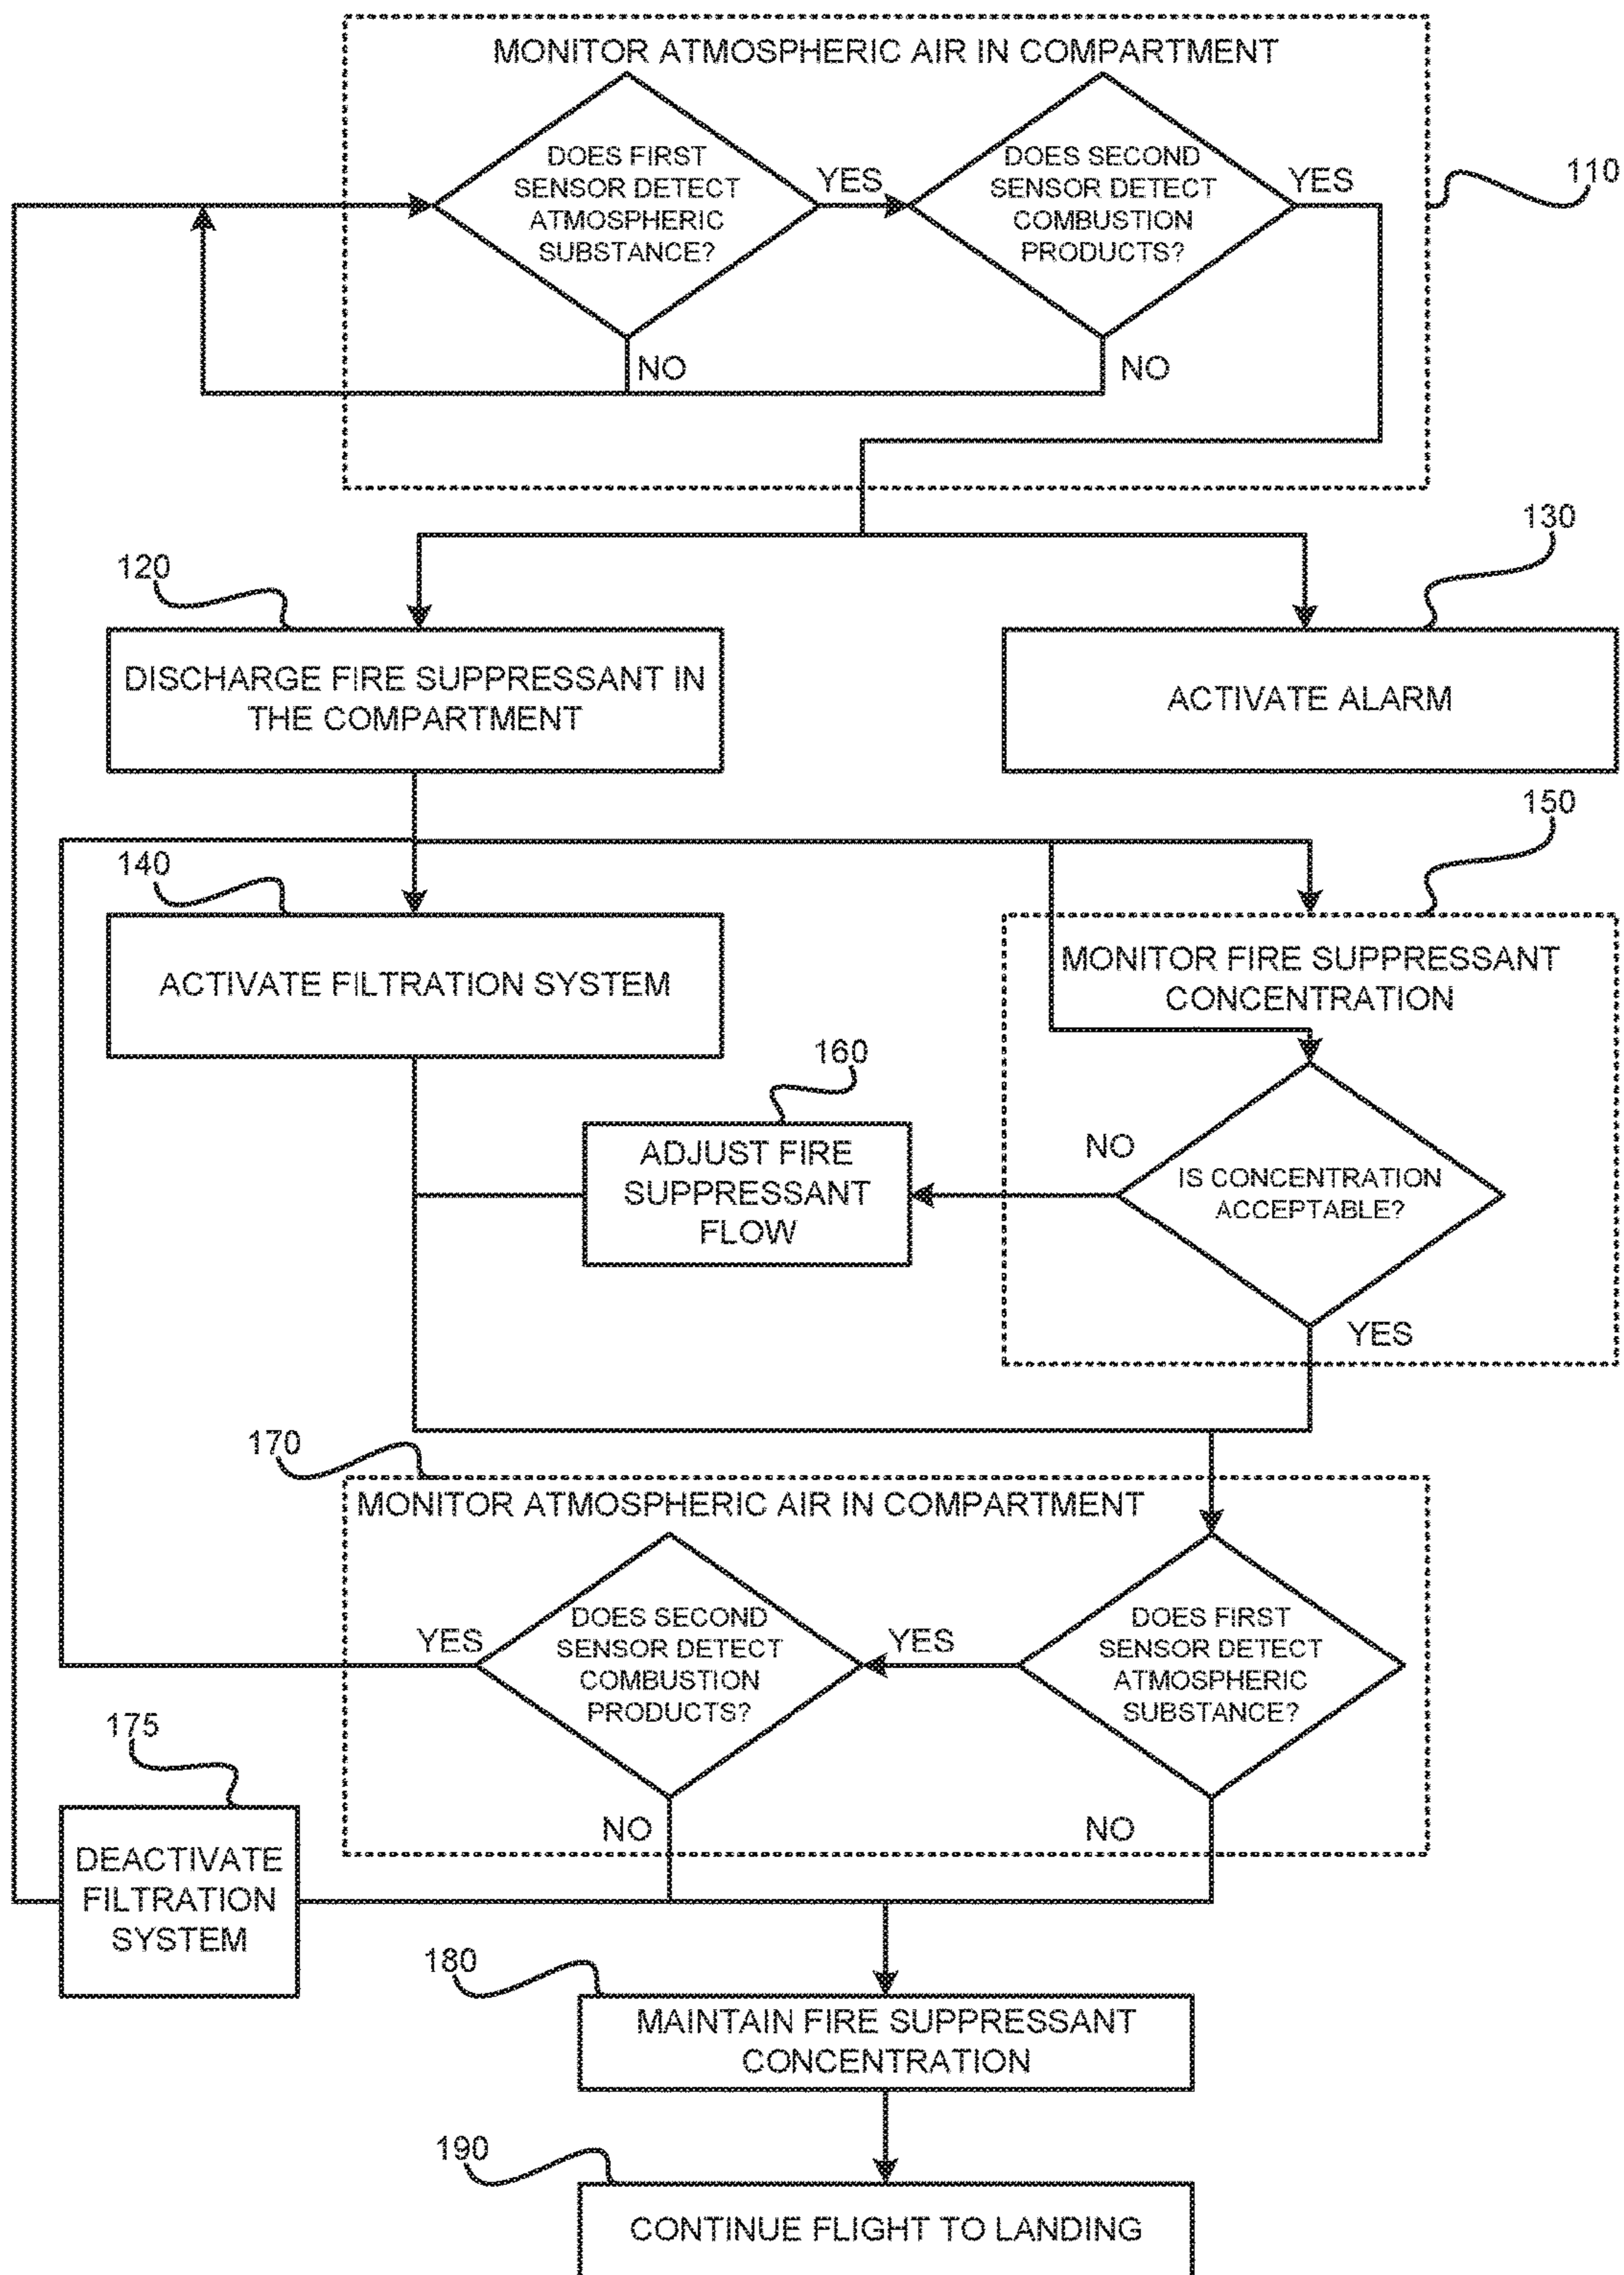 MONITOR ATMOSPHERIC AIR IN COMPARTMENT
DOES FIRST
SENSOR DETECT
ATMOSPHERIC
SUBSTANCE?
YES
DOES SECOND
SENSOR DETECT
COMBUSTION
PRODUCTS?
YES
110
NO
NO
120
130
DISCHARGE FIRE SUPPRESSANT IN
THE COMPARTMENT
ACTIVATE ALARM
140
150
ACTIVATE FILTRATION SYSTEM
MONITOR FIRE SUPPRESSANT
CONCENTRATION
160
ADJUST FIRE
SUPPRESSANT
FLOW
NO
IS CONCENTRATION
ACCEPTABLE?
YES
170
MONITOR ATMOSPHERIC AIR IN COMPARTMENT
YES
DOES SECOND
SENSOR DETECT
COMBUSTION
PRODUCTS?
YES
DOES FIRST
SENSOR DETECT
ATMOSPHERIC
SUBSTANCE?
175
NO
NO
DEACTIVATE
FILTRATION
SYSTEM
180
MAINTAIN FIRE SUPPRESSANT
CONCENTRATION
190
CONTINUE FLIGHT TO LANDING